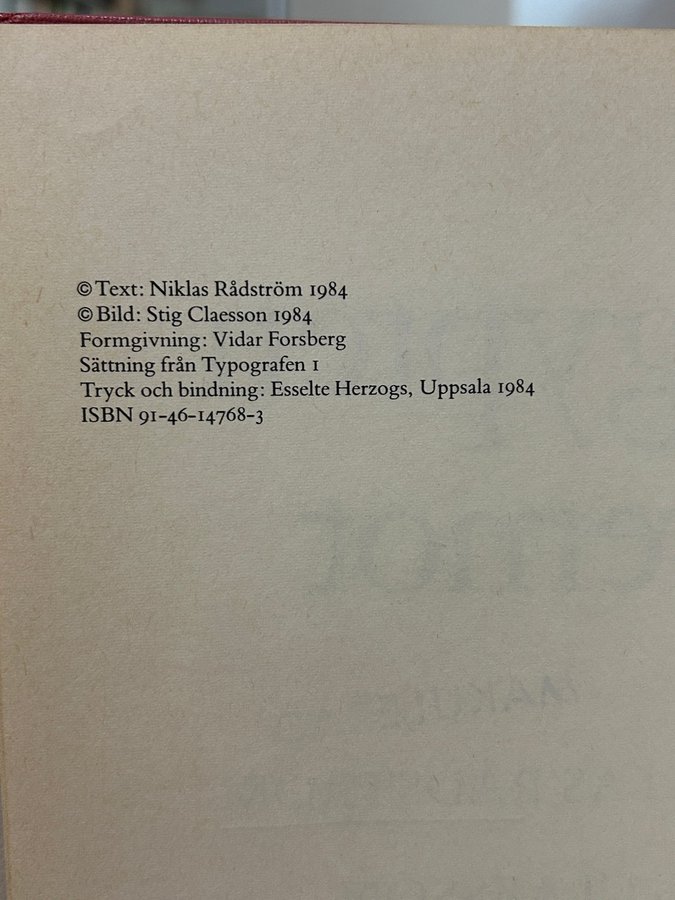 © Text: Niklas Rådström 1984
© Bild: Stig Claesson 1984
Formgivning: Vidar Forsberg
Sättning från Typografen 1
Tryck och bindning: Esselte Herzogs, Uppsala 1984
ISBN 91-46-14768-3